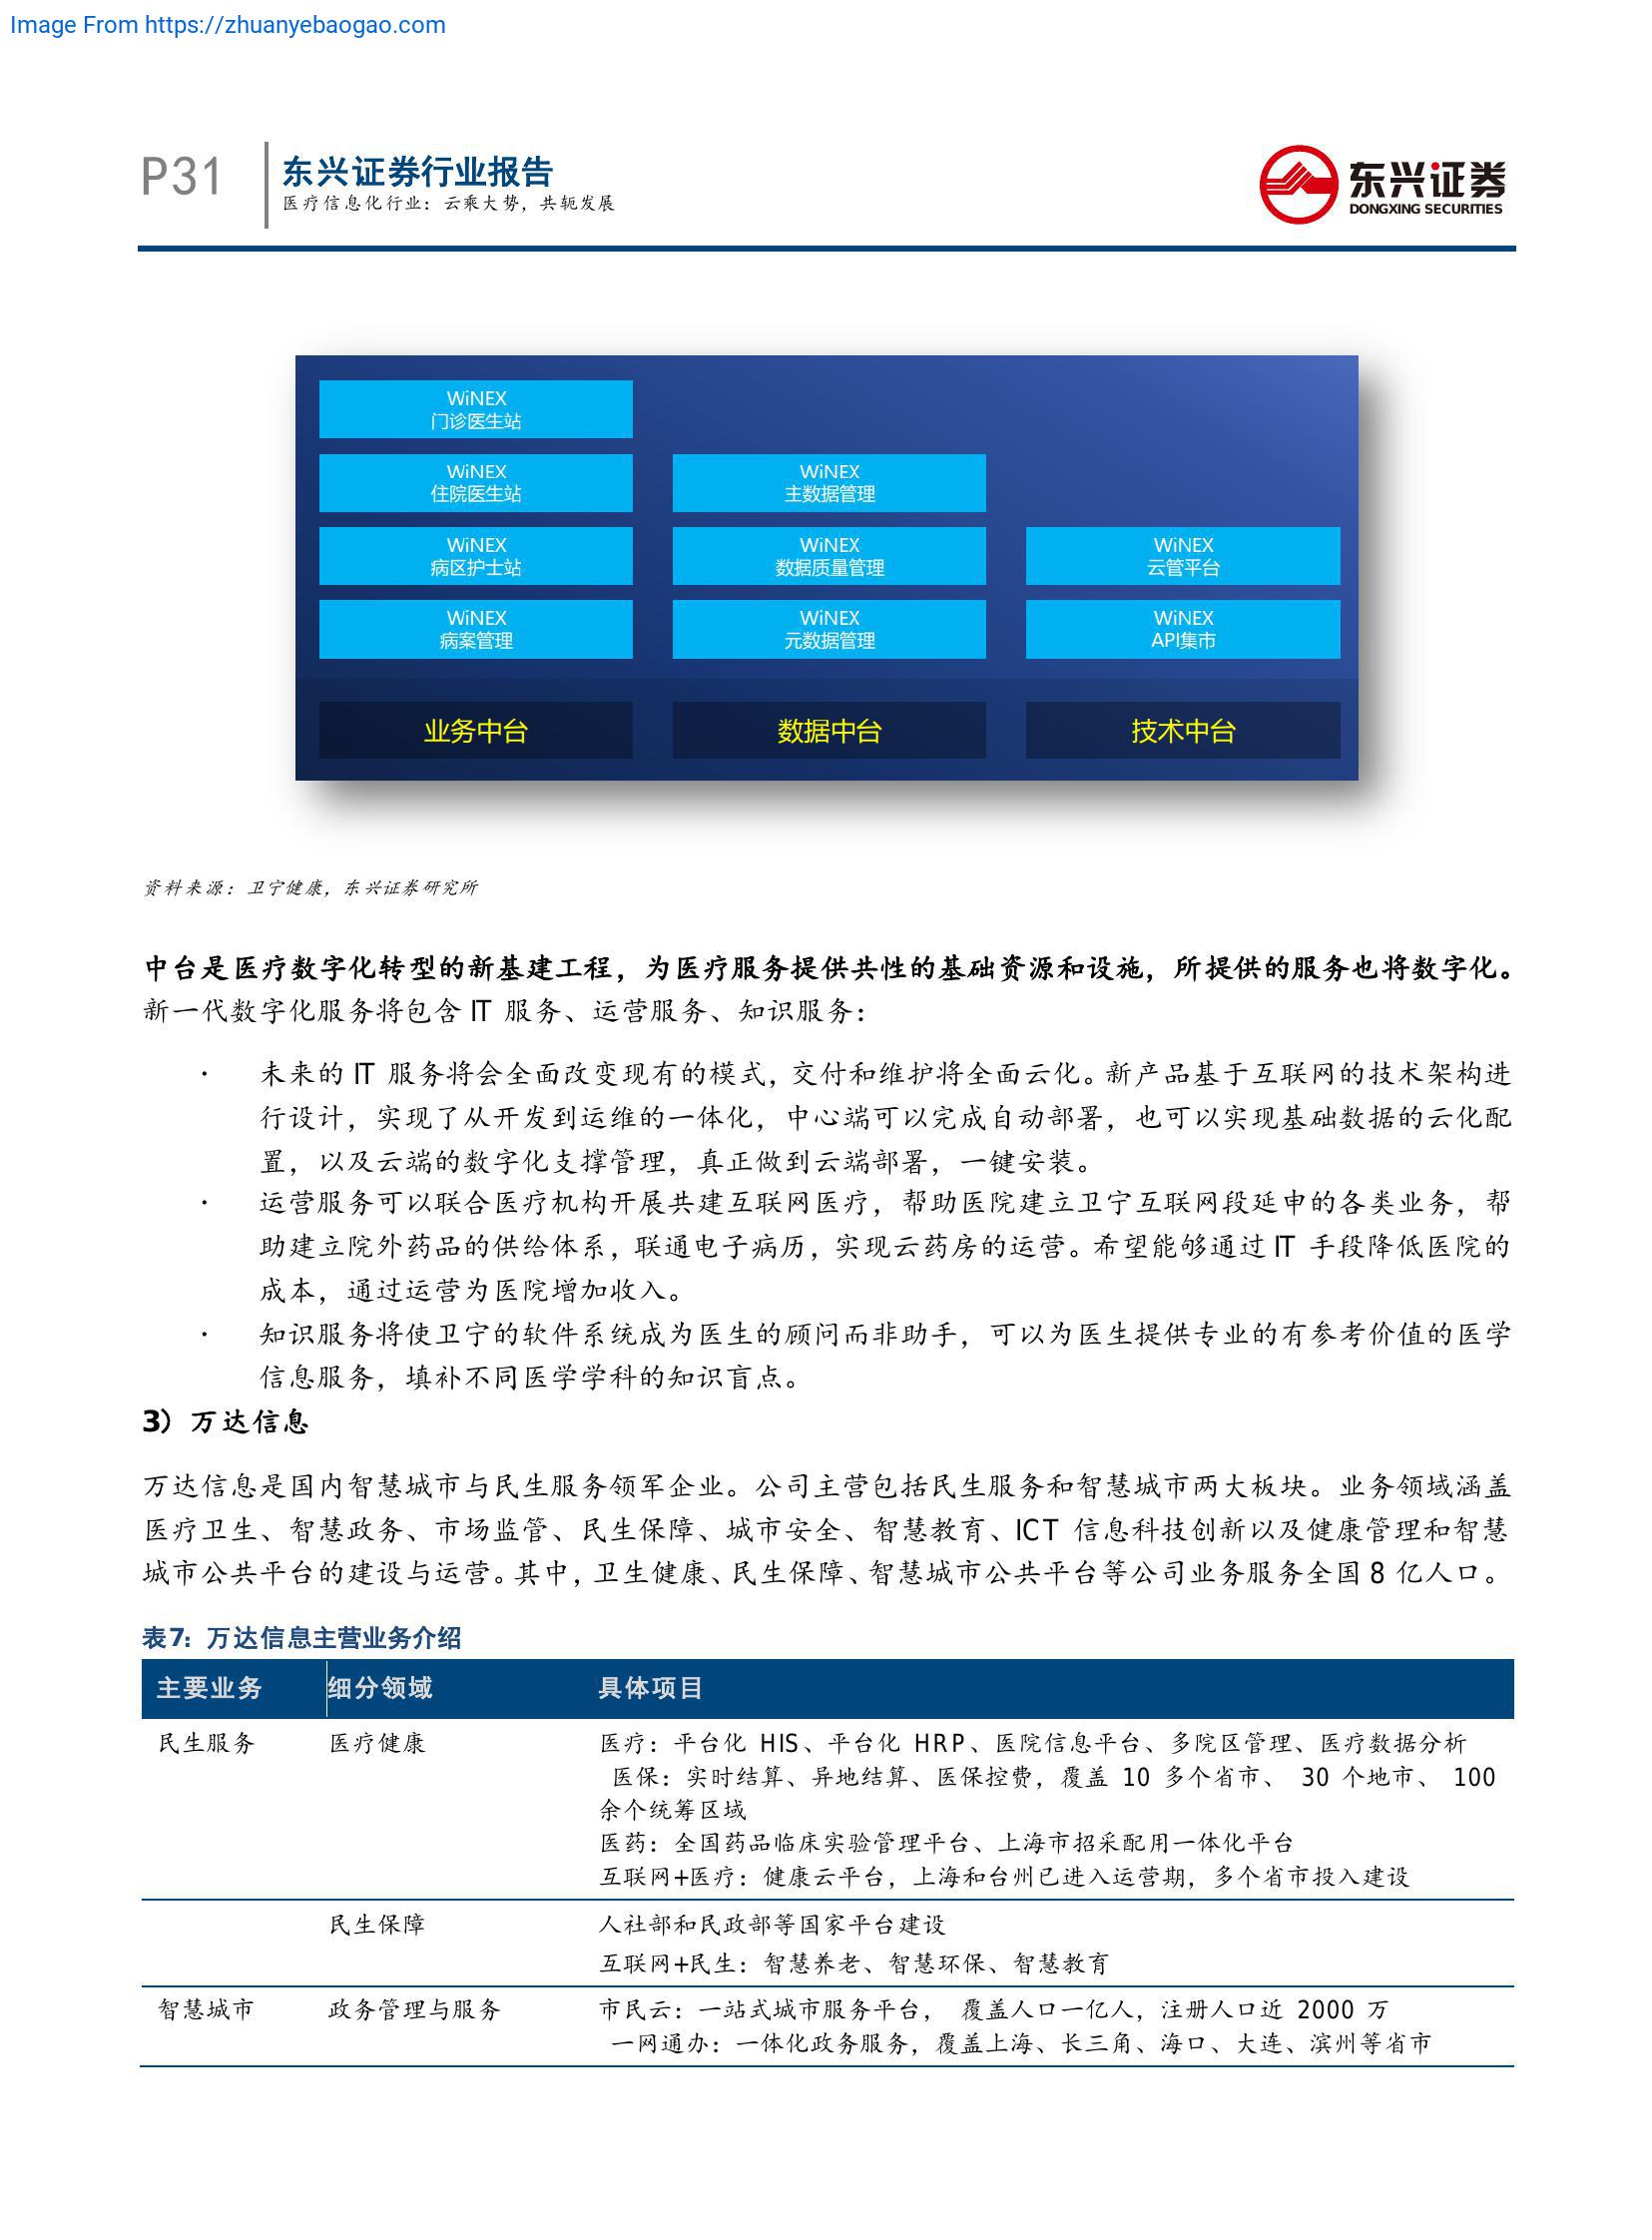 Image From https://zhuanyebaogao.com
P31
东兴证券行业报告
医疗信息化行业：云乘大势，共轭发展
东兴证券
DONGXING SECURITIES
WiNEX
门诊医生站
WiNEX
住院医生站
WiNEX
主数据管理
WiNEX
病区护士站
WiNEX
数据质量管理
WiNEX
云管平台
WiNEX
病案管理
WiNEX
元数据管理
WiNEX
API集市
业务中台
数据中台
技术中台
资料来源：卫宁健康，东兴证券研究所
中台是医疗数字化转型的新基建工程，为医疗服务提供共性的基础资源和设施，所提供的服务也将数字化。
新一代数字化服务将包含 IT 服务、运营服务、知识服务：
· 未来的 IT 服务将会全面改变现有的模式，交付和维护将全面云化。新产品基于互联网的技术架构进
行设计，实现了从开发到运维的一体化，中心端可以完成自动部署，也可以实现基础数据的云化配
置，以及云端的数字化支撑管理，真正做到云端部署，一键安装。
· 运营服务可以联合医疗机构开展共建互联网医疗，帮助医院建立卫宁互联网段延申的各类业务，帮
助建立院外药品的供给体系，联通电子病历，实现云药房的运营。希望能够通过 IT 手段降低医院的
成本，通过运营为医院增加收入。
· 知识服务将使卫宁的软件系统成为医生的顾问而非助手，可以为医生提供专业的有参考价值的医学
信息服务，填补不同医学学科的知识盲点。
3）万达信息
万达信息是国内智慧城市与民生服务领军企业。公司主营包括民生服务和智慧城市两大板块。业务领域涵盖
医疗卫生、智慧政务、市场监管、民生保障、城市安全、智慧教育、ICT 信息科技创新以及健康管理和智慧
城市公共平台的建设与运营。其中，卫生健康、民生保障、智慧城市公共平台等公司业务服务全国 8 亿人口。
表7：万达信息主营业务介绍
主要业务 细分领域 具体项目
民生服务 医疗健康 医疗：平台化 HIS、平台化 HRP、医院信息平台、多院区管理、医疗数据分析
医保：实时结算、异地结算、医保控费，覆盖 10 多个省市、 30 个地市、 100
余个统筹区域
医药：全国药品临床实验管理平台、上海市招采配用一体化平台
互联网+医疗：健康云平台，上海和台州已进入运营期，多个省市投入建设
民生保障 人社部和民政部等国家平台建设
互联网+民生：智慧养老、智慧环保、智慧教育
智慧城市 政务管理与服务 市民云：一站式城市服务平台， 覆盖人口一亿人，注册人口近 2000 万
一网通办：一体化政务服务，覆盖上海、长三角、海口、大连、滨州等省市